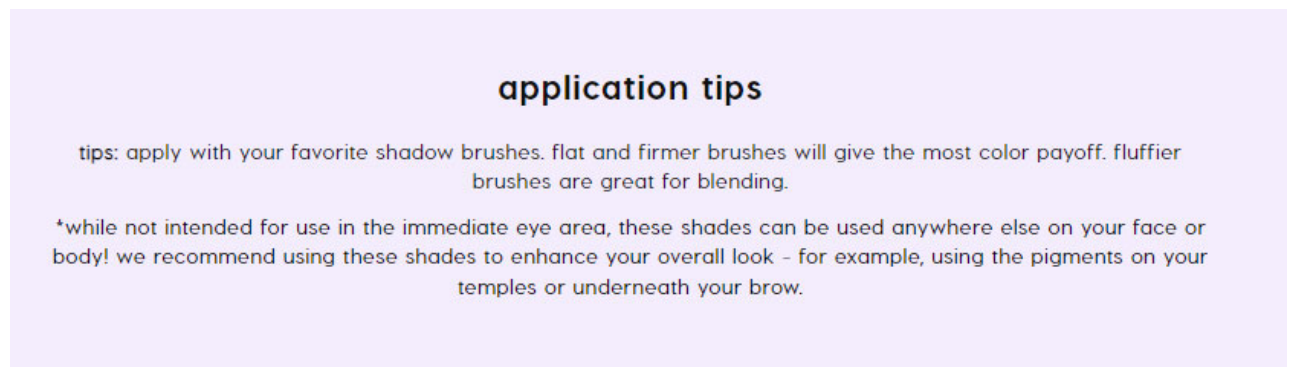 application tips
tips: apply with your favorite shadow brushes. flat and firmer brushes will give the most color payoff. fluffier
brushes are great for blending.
*while not intended for use in the immediate eye area, these shades can be used anywhere else on your face or
body! we recommend using these shades to enhance your overall look - for example, using the pigments on your
temples or underneath your brow.